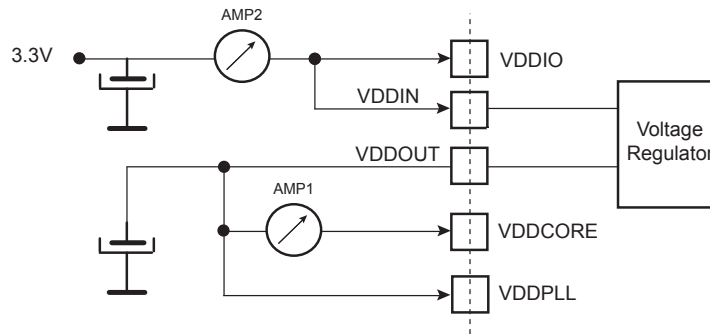 AMP2
3.3V
VDDIO
VDDIN
Voltage
Regulator
VDDOUT
AMP1
VDDCORE
VDDPLL